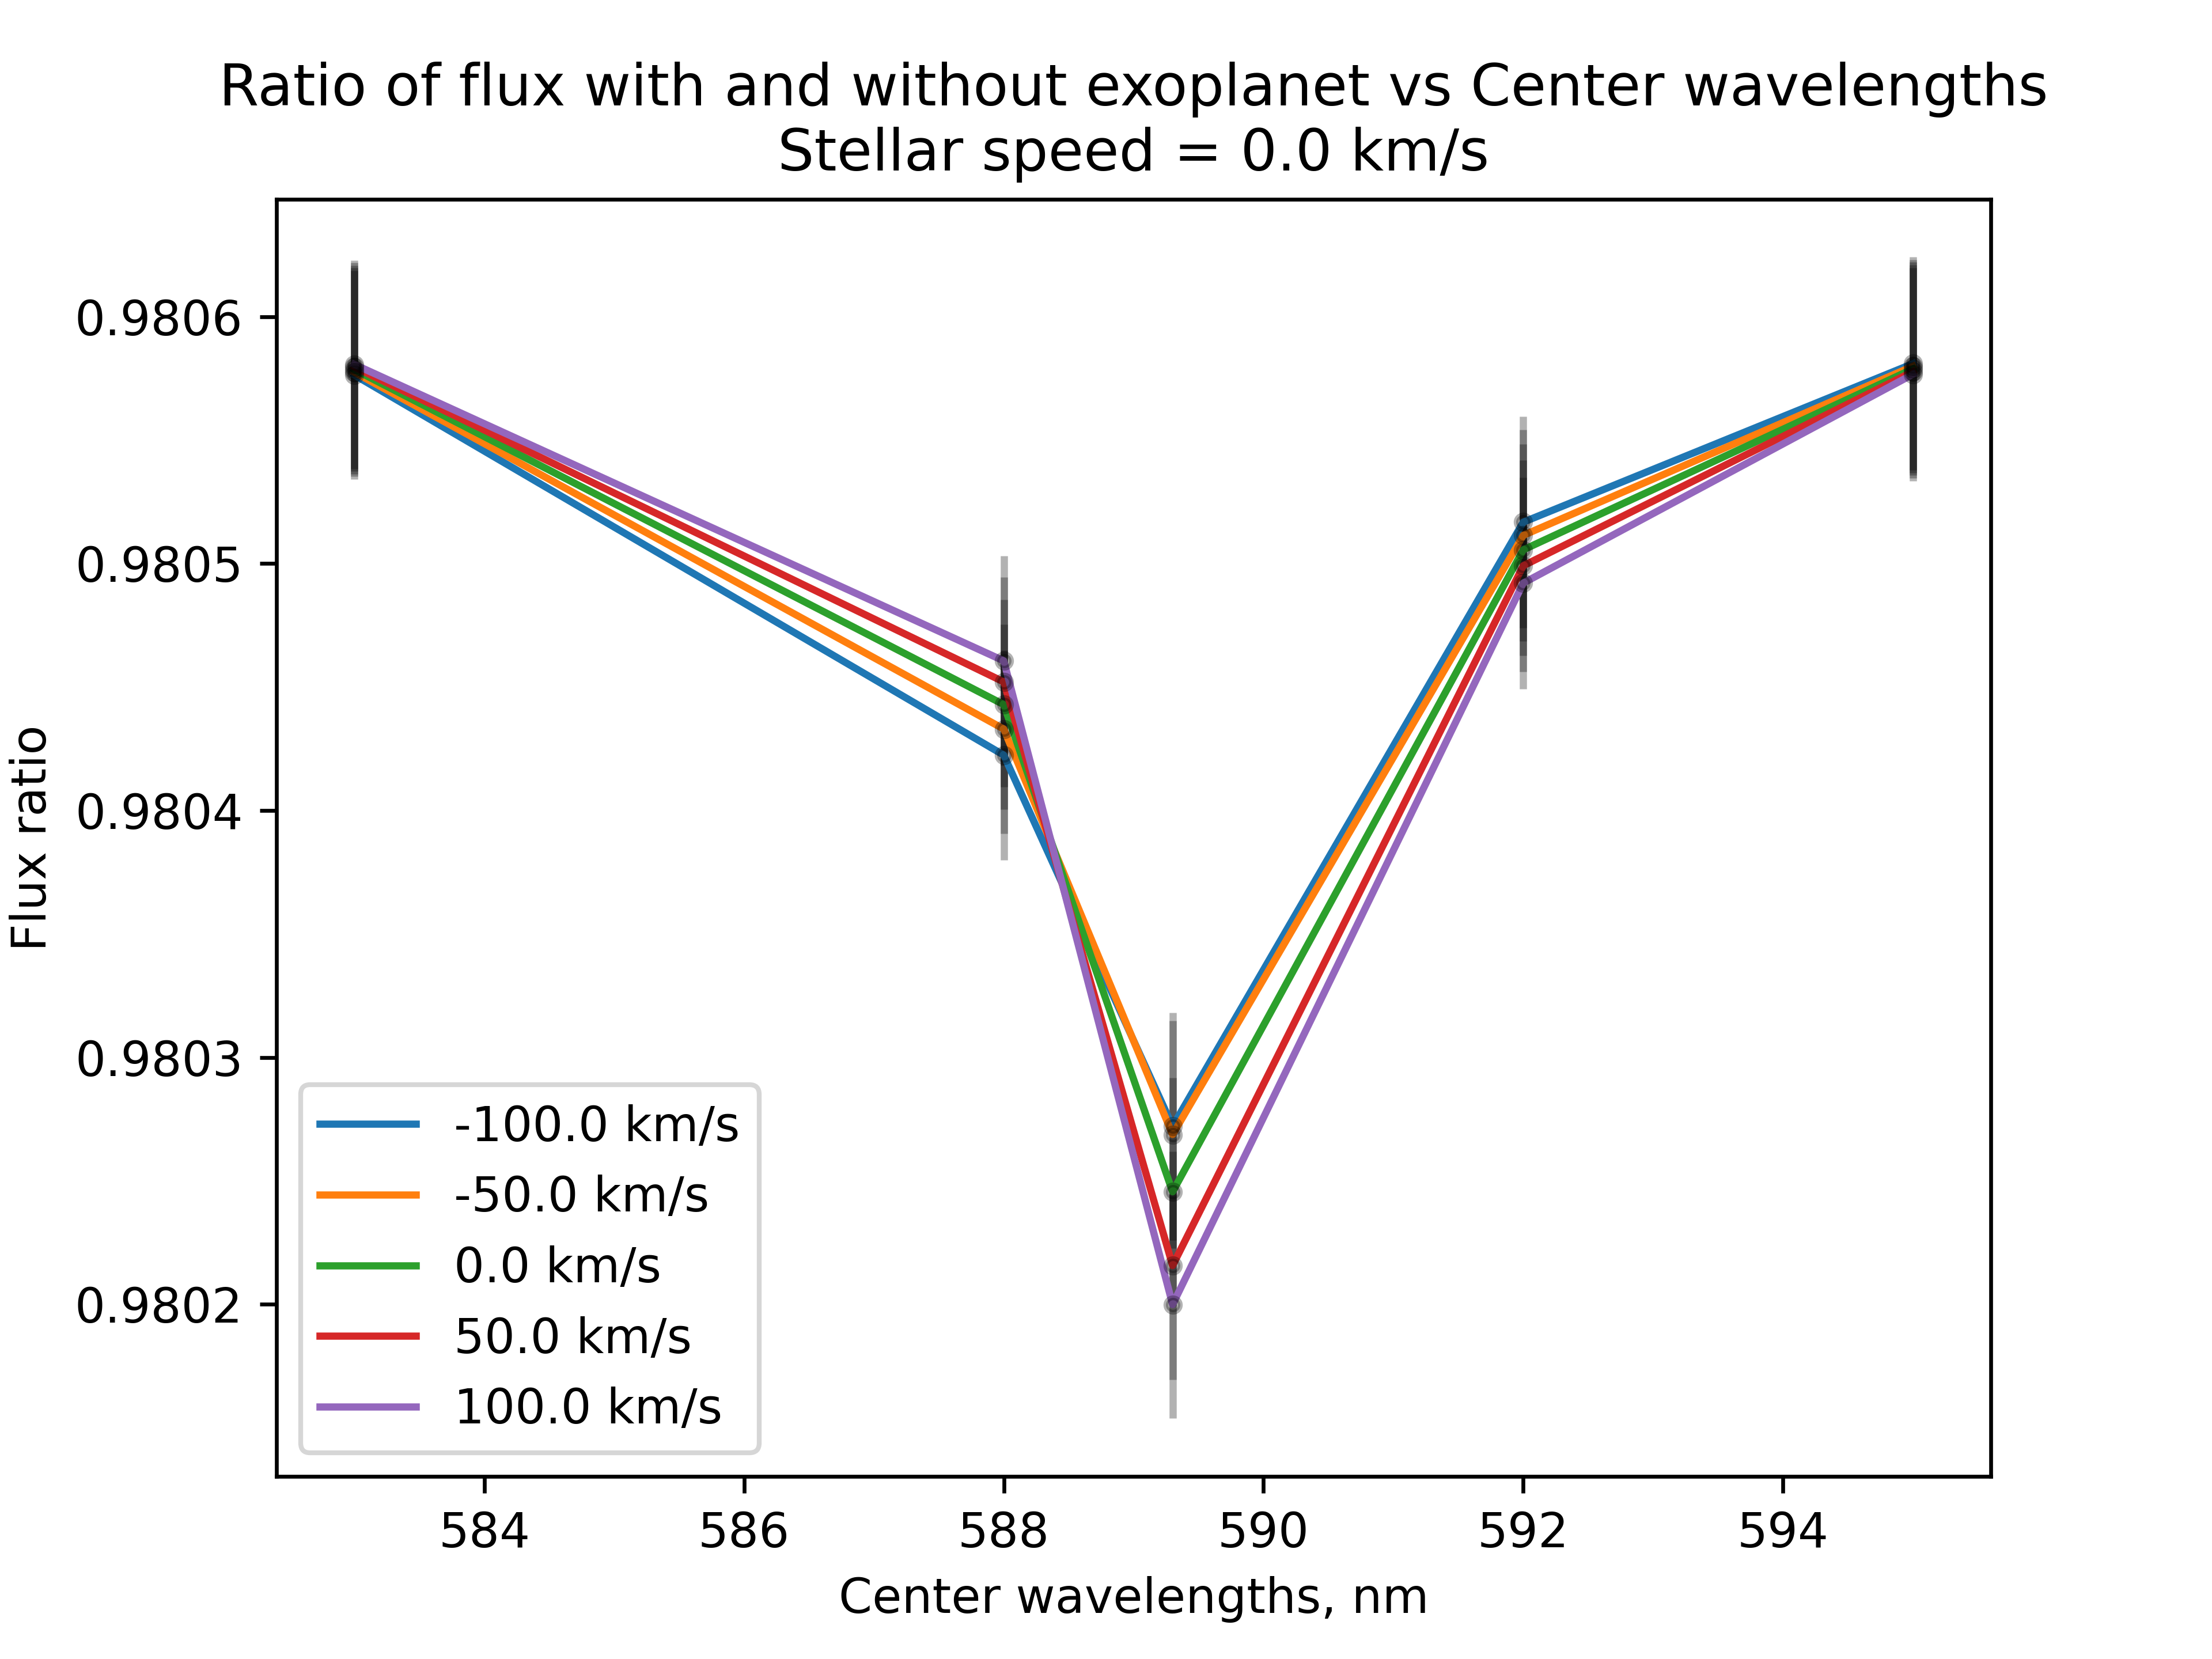 Ratio of flux with and without exoplanet vs Center wavelengths
Stellar speed = 0.0 km/s
Flux ratio
0.9806
0.9805
0.9804
0.9803
0.9802
-100.0 km/s
-50.0 km/s
0.0 km/s
50.0 km/s
100.0 km/s
584 586 588 590 592 594
Center wavelengths, nm